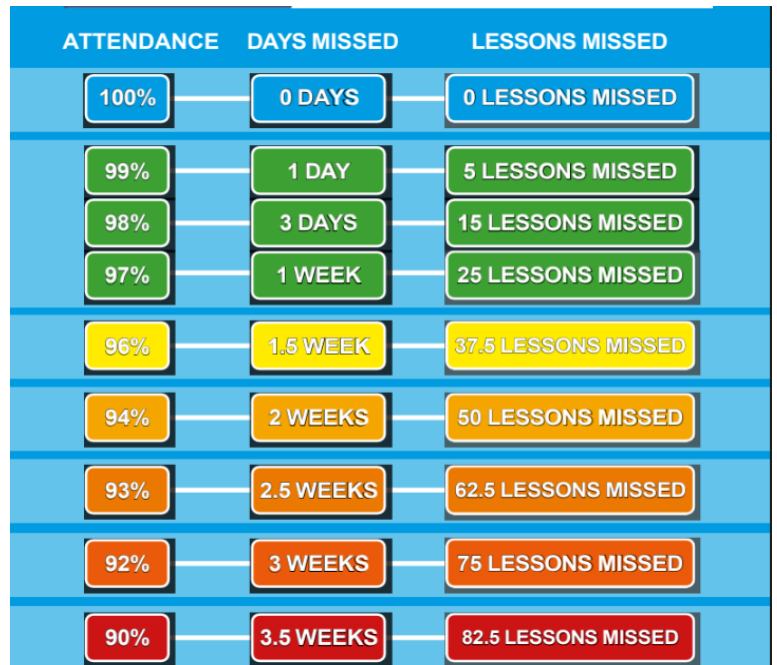 ATTENDANCE DAYS MISSED LESSONS MISSED
100% 0 DAYS 0 LESSONS MISSED
99% 1 DAY 5 LESSONS MISSED
98% 3 DAYS 15 LESSONS MISSED
97% 1 WEEK 25 LESSONS MISSED
96% 1.5 WEEK 37.5 LESSONS MISSED
94% 2 WEEKS 50 LESSONS MISSED
93% 2.5 WEEKS 62.5 LESSONS MISSED
92% 3 WEEKS 75 LESSONS MISSED
90% 3.5 WEEKS 82.5 LESSONS MISSED